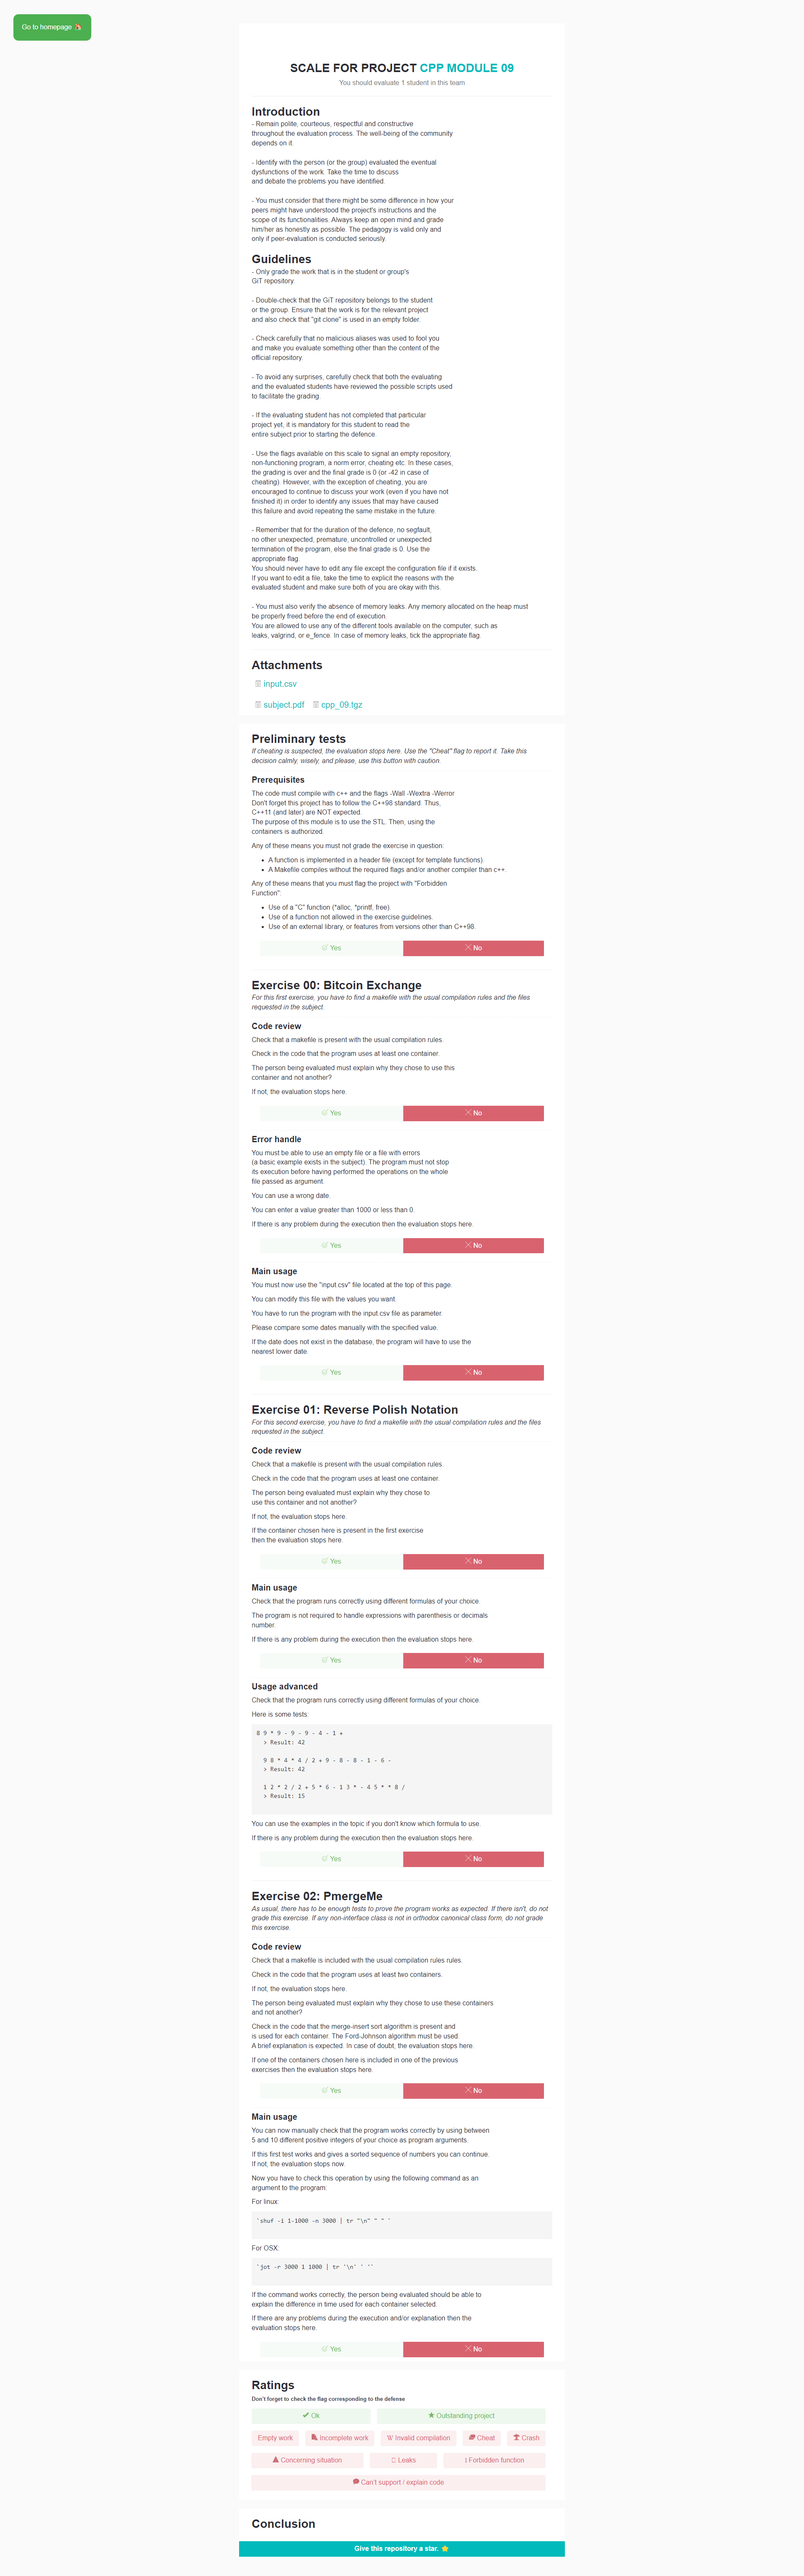 Go to homepage
SCALE FOR PROJECT CPP MODULE 09
You should evaluate 1 student in this team
Introduction
- Remain polite, courteous, respectful and constructive
throughout the evaluation process. The well-being of the community
depends on it.
- Identify with the person (or the group) evaluated the eventual
dysfunctions of the work. Take the time to discuss
and debate the problems you have identified.
- You must consider that there might be some difference in how your
peers might have understood the project's instructions and the
scope of its functionalities. Always keep an open mind and grade
him/her as honestly as possible. The pedagogy is valid only and
only if peer-evaluation is conducted seriously.
Guidelines
- Only grade the work that is in the student or group's
GiT repository.
- Double-check that the GiT repository belongs to the student
or the group. Ensure that the work is for the relevant project
and also check that "git clone" is used in an empty folder.
- Check carefully that no malicious aliases was used to fool you
and make you evaluate something other than the content of the
official repository.
- To avoid any surprises, carefully check that both the evaluating
and the evaluated students have reviewed the possible scripts used
to facilitate the grading.
- If the evaluating student has not completed that particular
project yet, it is mandatory for this student to read the
entire subject prior to starting the defence.
- Use the flags available on this scale to signal an empty repository,
non-functioning program, a norm error, cheating etc. In these cases,
the grading is over and the final grade is 0 (or -42 in case of
cheating). However, with the exception of cheating, you are
encouraged to continue to discuss your work (even if you have not
finished it) in order to identify any issues that may have caused
this failure and avoid repeating the same mistake in the future.
- Remember that for the duration of the defence, no segfault,
no other unexpected, premature, uncontrolled or unexpected
termination of the program, else the final grade is 0. Use the
appropriate flag.
You should never have to edit any file except the configuration file if it exists.
If you want to edit a file, take the time to explicit the reasons with the
evaluated student and make sure both of you are okay with this.
- You must also verify the absence of memory leaks. Any memory allocated on the heap must
be properly freed before the end of execution.
You are allowed to use any of the different tools available on the computer, such as
leaks, valgrind, or e_fence. In case of memory leaks, tick the appropriate flag.
Attachments
input.csv
subject.pdf cpp_09.tgz
Preliminary tests
If cheating is suspected, the evaluation stops here. Use the "Cheat" flag to report it. Take this
decision calmly, wisely, and please, use this button with caution.
Prerequisites
The code must compile with c++ and the flags -Wall -Wextra -Werror
Don't forget this project has to follow the C++98 standard. Thus,
C++11 (and later) are NOT expected.
The purpose of this module is to use the STL. Then, using the
containers is authorized.
Any of these means you must not grade the exercise in question:
• A function is implemented in a header file (except for template functions).
• A Makefile compiles without the required flags and/or another compiler than c++.
Any of these means that you must flag the project with "Forbidden
Function":
• Use of a "C" function (*alloc, *printf, free).
• Use of a function not allowed in the exercise guidelines.
• Use of an external library, or features from versions other than C++98.
Yes No
Exercise 00: Bitcoin Exchange
For this first exercise, you have to find a makefile with the usual compilation rules and the files
requested in the subject.
Code review
Check that a makefile is present with the usual compilation rules.
Check in the code that the program uses at least one container.
The person being evaluated must explain why they chose to use this
container and not another?
If not, the evaluation stops here.
Yes No
Error handle
You must be able to use an empty file or a file with errors
(a basic example exists in the subject). The program must not stop
its execution before having performed the operations on the whole
file passed as argument.
You can use a wrong date.
You can enter a value greater than 1000 or less than 0.
If there is any problem during the execution then the evaluation stops here.
Yes No
Main usage
You must now use the "input.csv" file located at the top of this page.
You can modify this file with the values you want.
You have to run the program with the input.csv file as parameter.
Please compare some dates manually with the specified value.
If the date does not exist in the database, the program will have to use the
nearest lower date.
Yes No
Exercise 01: Reverse Polish Notation
For this second exercise, you have to find a makefile with the usual compilation rules and the files
requested in the subject.
Code review
Check that a makefile is present with the usual compilation rules.
Check in the code that the program uses at least one container.
The person being evaluated must explain why they chose to
use this container and not another?
If not, the evaluation stops here.
If the container chosen here is present in the first exercise
then the evaluation stops here.
Yes No
Main usage
Check that the program runs correctly using different formulas of your choice.
The program is not required to handle expressions with parenthesis or decimals
number.
If there is any problem during the execution then the evaluation stops here.
Yes No
Usage advanced
Check that the program runs correctly using different formulas of your choice.
Here is some tests:
8 9 * 9 - 9 - 9 - 4 - 1 +
> Result: 42
9 8 * 4 * 4 / 2 + 9 - 8 - 8 - 1 - 6 -
> Result: 42
1 2 * 2 / 2 + 5 * 6 - 1 3 * - 4 5 * * 8 /
> Result: 15
You can use the examples in the topic if you don't know which formula to use.
If there is any problem during the execution then the evaluation stops here.
Yes No
Exercise 02: PmergeMe
As usual, there has to be enough tests to prove the program works as expected. If there isn't, do not
grade this exercise. If any non-interface class is not in orthodox canonical class form, do not grade
this exercise.
Code review
Check that a makefile is included with the usual compilation rules rules.
Check in the code that the program uses at least two containers.
If not, the evaluation stops here.
The person being evaluated must explain why they chose to use these containers
and not another?
Check in the code that the merge-insert sort algorithm is present and
is used for each container. The Ford-Johnson algorithm must be used.
A brief explanation is expected. In case of doubt, the evaluation stops here.
If one of the containers chosen here is included in one of the previous
exercises then the evaluation stops here.
Yes No
Main usage
You can now manually check that the program works correctly by using between
5 and 10 different positive integers of your choice as program arguments.
If this first test works and gives a sorted sequence of numbers you can continue.
If not, the evaluation stops now.
Now you have to check this operation by using the following command as an
argument to the program:
For linux:
`shuf -i 1-1000 -n 3000 | tr "\n" " "`
For OSX:
`jot -r 3000 1 1000 | tr '\n' ' '`
If the command works correctly, the person being evaluated should be able to
explain the difference in time used for each container selected.
If there are any problems during the execution and/or explanation then the
evaluation stops here.
Yes No
Ratings
Don't forget to check the flag corresponding to the defense
Ok Outstanding project
Empty work Incomplete work Invalid compilation Cheat Crash
Concerning situation Leaks Forbidden function
Can't support / explain code
Conclusion
Give this repository a star.